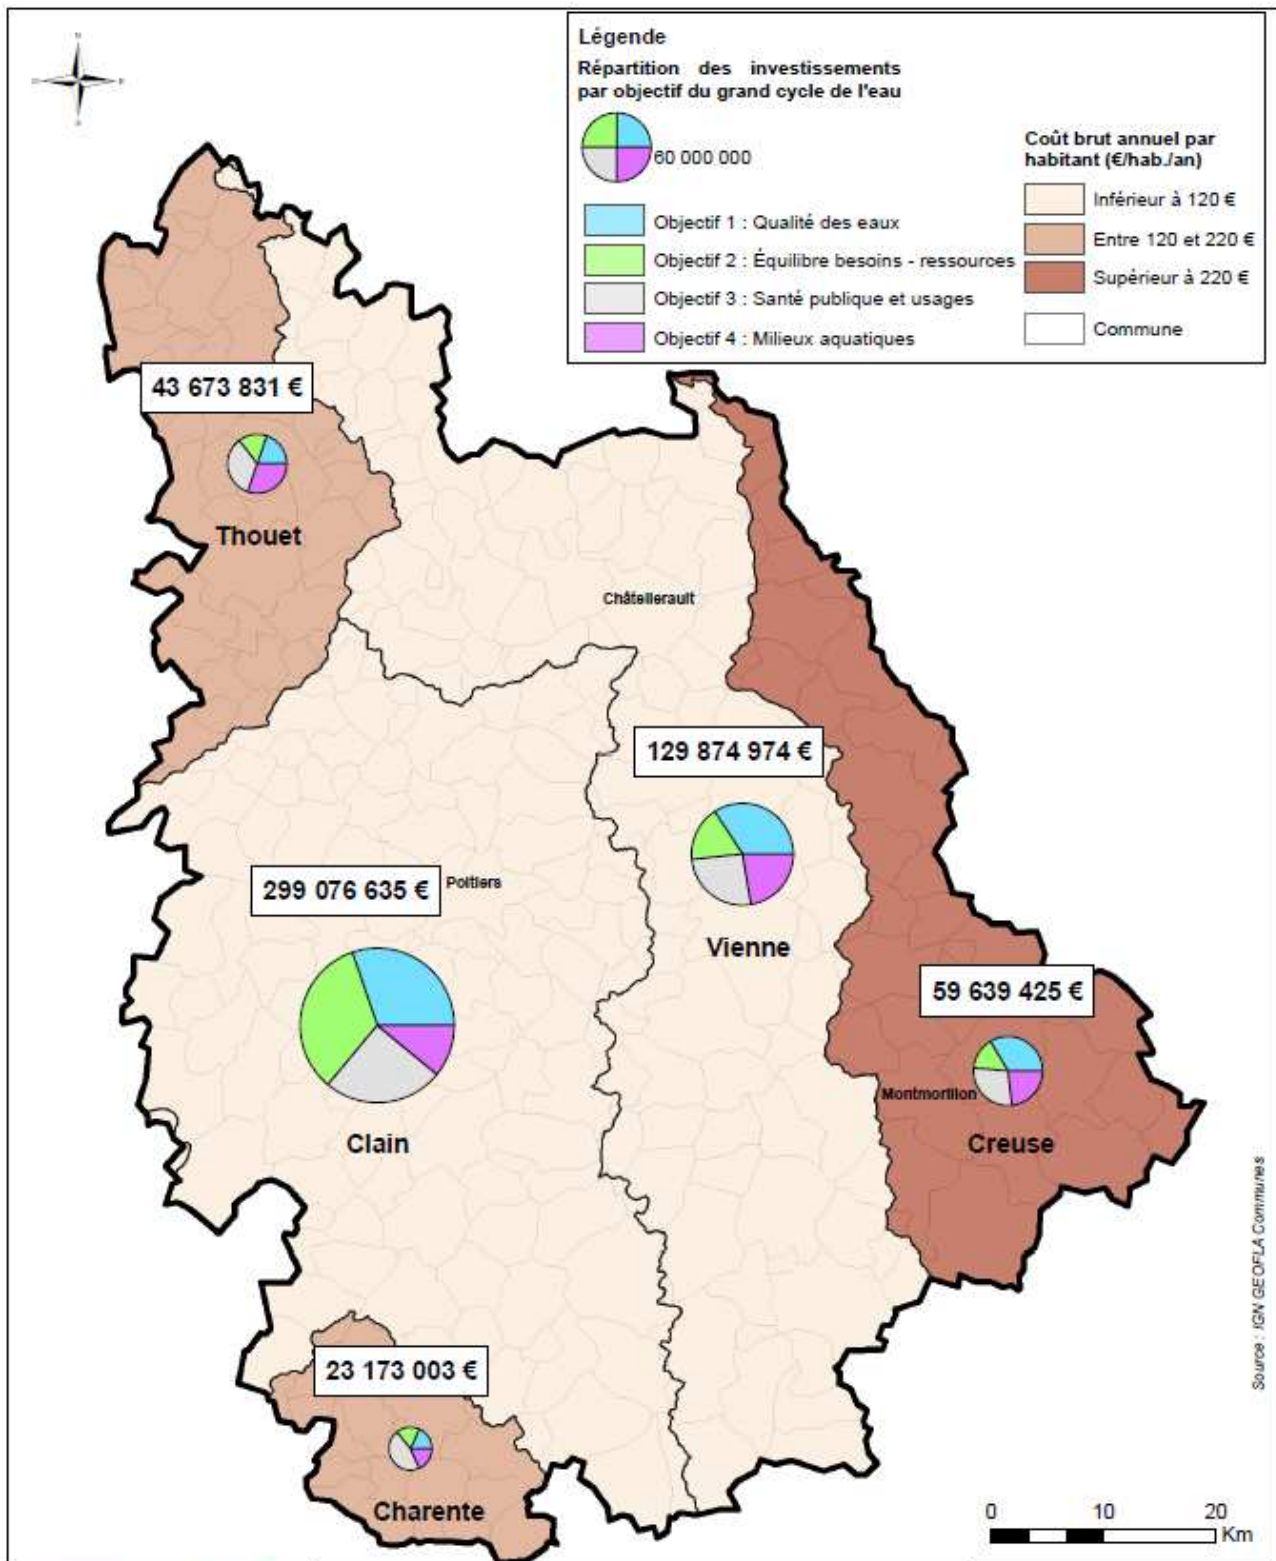 Légende
Répartition des investissements
par objectif du grand cycle de l'eau
60 000 000
Objectif 1 : Qualité des eaux
Objectif 2 : Équilibre besoins - ressources
Objectif 3 : Santé publique et usages
Objectif 4 : Milieux aquatiques
Coût brut annuel par
habitant (€/hab./an)
Inférieur à 120 €
Entre 120 et 220 €
Supérieur à 220 €
Commune
43 673 831 €
Thouet
Châtellerault
129 874 974 €
Vienne
299 076 635 €
Poitiers
Clain
59 639 425 €
Montmorillon
Creuse
23 173 003 €
Charente
0 10 20
Km
Source : IGN GEOFLA Communes